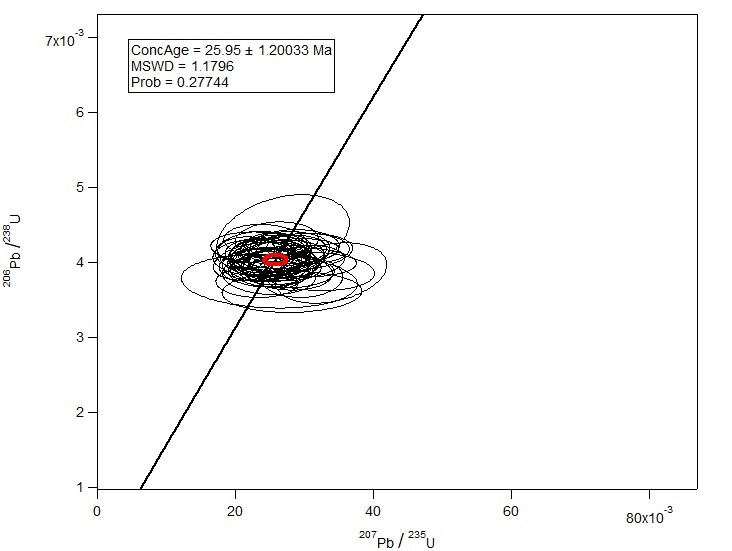 7x10⁻³
ConcAge = 25.95 ± 1.20033 Ma
MSWD = 1.1796
Prob = 0.27744
6
5
4
3
2
1
²⁰⁶Pb /²³⁸U
0
20
40
60
80x10⁻³
²⁰⁷Pb / ²³⁵U